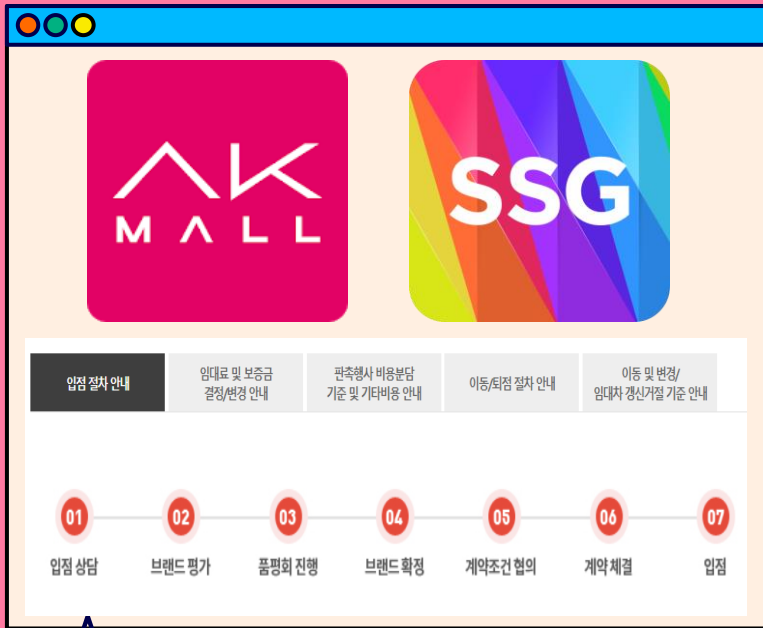 AK
MALL
SSG
입점 절차 안내
임대료 및 보증금
결정/변경 안내
판촉행사 비용분담
기준 및 기타비용 안내
이동/퇴점 절차 안내
이동 및 변경/
임대차 갱신거절 기준 안내
01
02
03
04
05
06
07
입점 상담
브랜드 평가
품평회 진행
브랜드 확정
계약조건 협의
계약 체결
입점